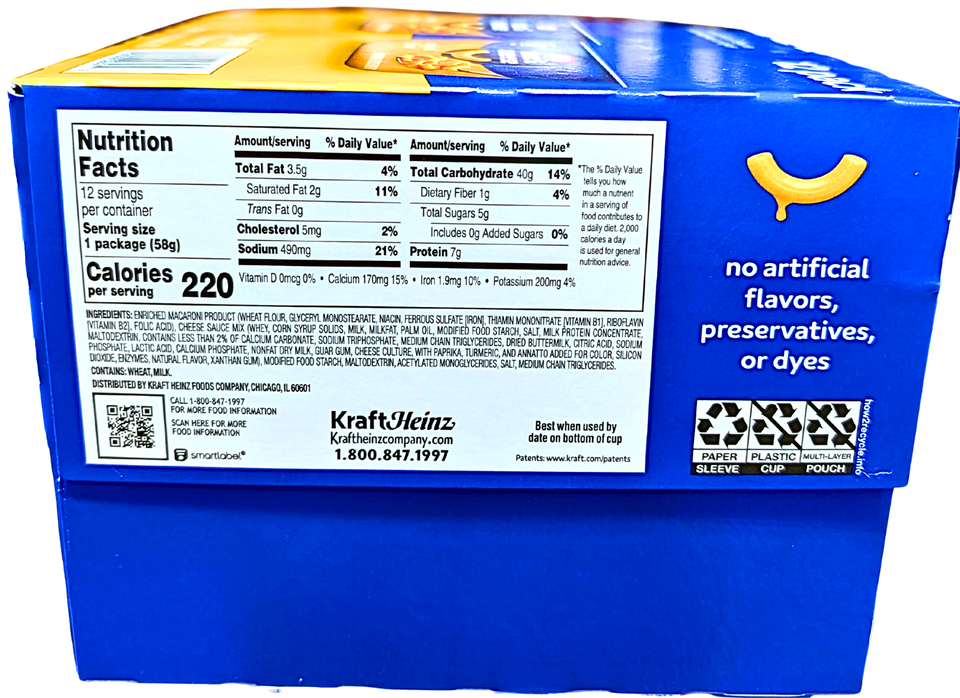 Nutrition
Facts
12 servings
per container
Serving size
1 package (58g)
Calories
per serving 220
Amount/serving % Daily Value*
Total Fat 3.5g 4%
Saturated Fat 2g 11%
Trans Fat 0g
Cholesterol 5mg 2%
Sodium 490mg 21%
Amount/serving % Daily Value*
Total Carbohydrate 40g 14%
Dietary Fiber 1g 4%
Total Sugars 5g
Includes 0g Added Sugars 0%
Protein 7g
Vitamin D 0mcg 0% • Calcium 170mg 15% • Iron 1.9mg 10% • Potassium 200mg 4%
*The % Daily Value
tells you how
much a nutrient
in a serving of
food contributes to
a daily diet. 2,000
calories a day
is used for general
nutrition advice.
INGREDIENTS: ENRICHED MACARONI PRODUCT (WHEAT FLOUR, GLYCERYL MONOSTEARATE, NIACIN, FERROUS SULFATE [IRON], THIAMIN MONONITRATE [VITAMIN B1], RIBOFLAVIN
[VITAMIN B2], FOLIC ACID), CHEESE SAUCE MIX (WHEY, CORN SYRUP SOLIDS, MILK, MILKFAT, PALM OIL, MODIFIED FOOD STARCH, SALT, MILK PROTEIN CONCENTRATE,
MALTODEXTRIN, CONTAINS LESS THAN 2% OF CALCIUM CARBONATE, SODIUM TRIPHOSPHATE, MEDIUM CHAIN TRIGLYCERIDES, DRIED BUTTERMILK, CITRIC ACID, SODIUM
PHOSPHATE, LACTIC ACID, CALCIUM PHOSPHATE, NONFAT DRY MILK, GUAR GUM, CHEESE CULTURE, WITH PAPRIKA, TURMERIC, AND ANNATTO ADDED FOR COLOR, SILICON
DIOXIDE, ENZYMES, NATURAL FLAVOR, XANTHAN GUM), MODIFIED FOOD STARCH, MALTODEXTRIN, ACETYLATED MONOGLYCERIDES, SALT, MEDIUM CHAIN TRIGLYCERIDES.
CONTAINS: WHEAT, MILK.
DISTRIBUTED BY KRAFT HEINZ FOODS COMPANY, CHICAGO, IL 60601
CALL 1-800-847-1997
FOR MORE FOOD INFORMATION
SCAN HERE FOR MORE
FOOD INFORMATION
smartlabel®
KraftHeinz
Kraftheinzcompany.com
1.800.847.1997
Best when used by
date on bottom of cup
Patents: www.kraft.com/patents
no artificial
flavors,
preservatives,
or dyes
PAPER
SLEEVE
PLASTIC
CUP
MULTI-LAYER
POUCH
how2recycle.info